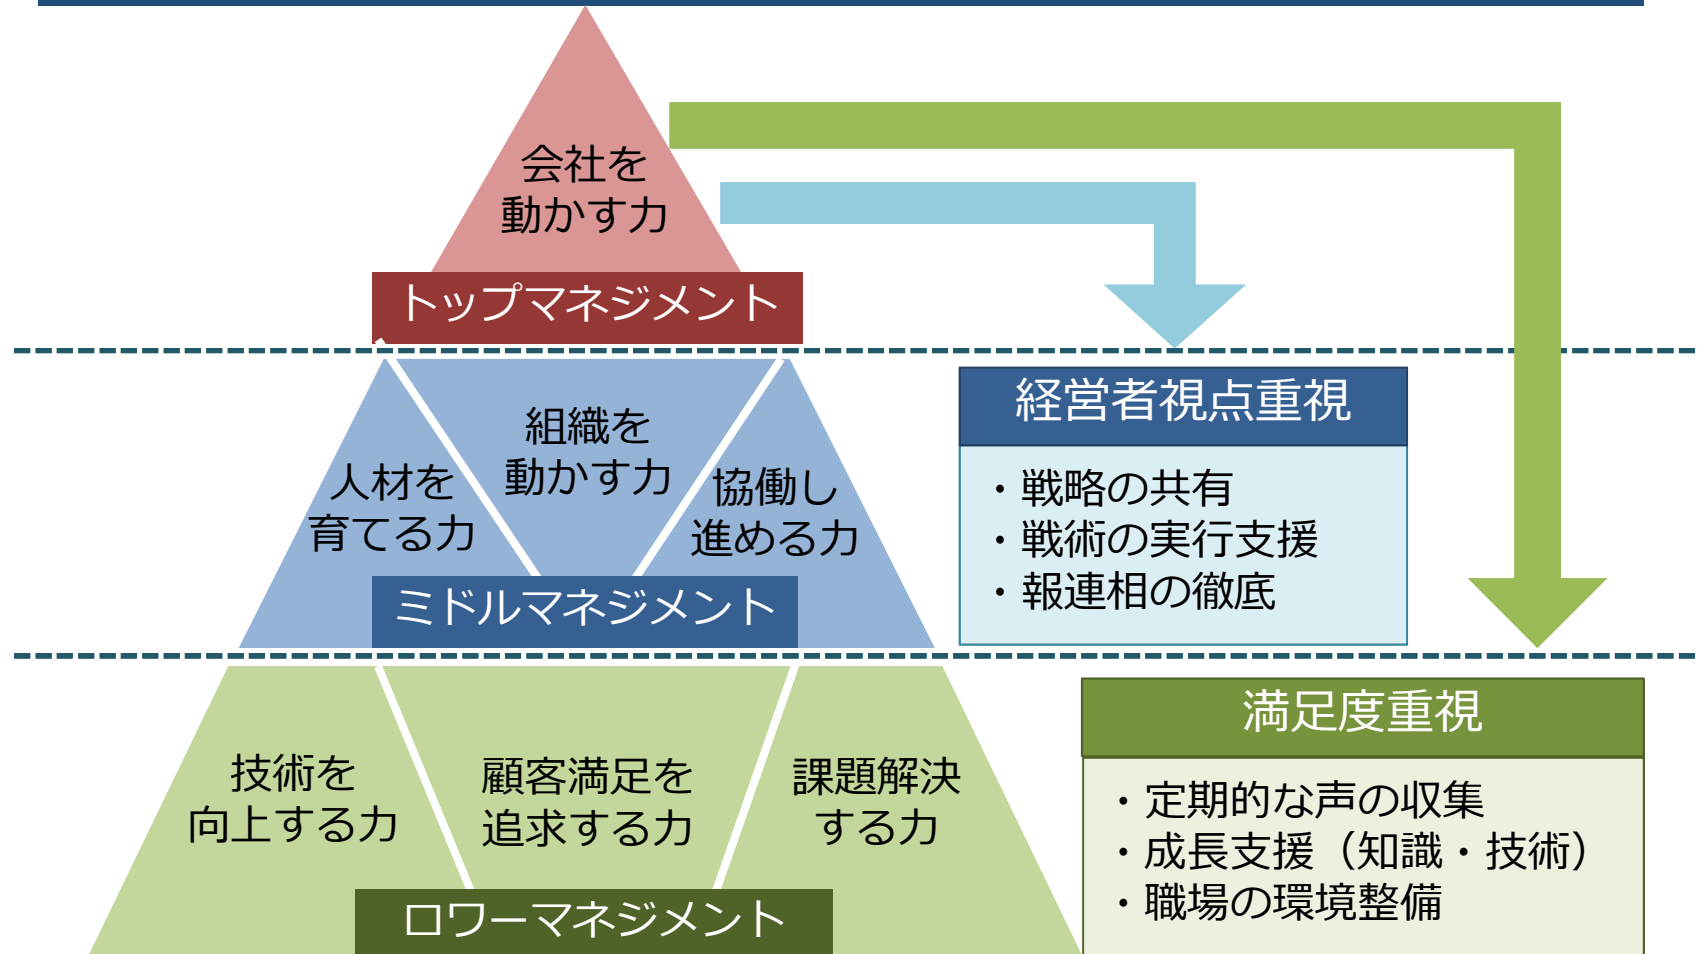 会社を
動かす力
トップマネジメント
組織を
動かす力
人材を
育てる力
協働し
進める力
ミドルマネジメント
経営者視点重視
・戦略の共有
・戦術の実行支援
・報連相の徹底
技術を
向上する力
顧客満足を
追求する力
課題解決
する力
ロワーマネジメント
満足度重視
・定期的な声の収集
・成長支援（知識・技術）
・職場の環境整備